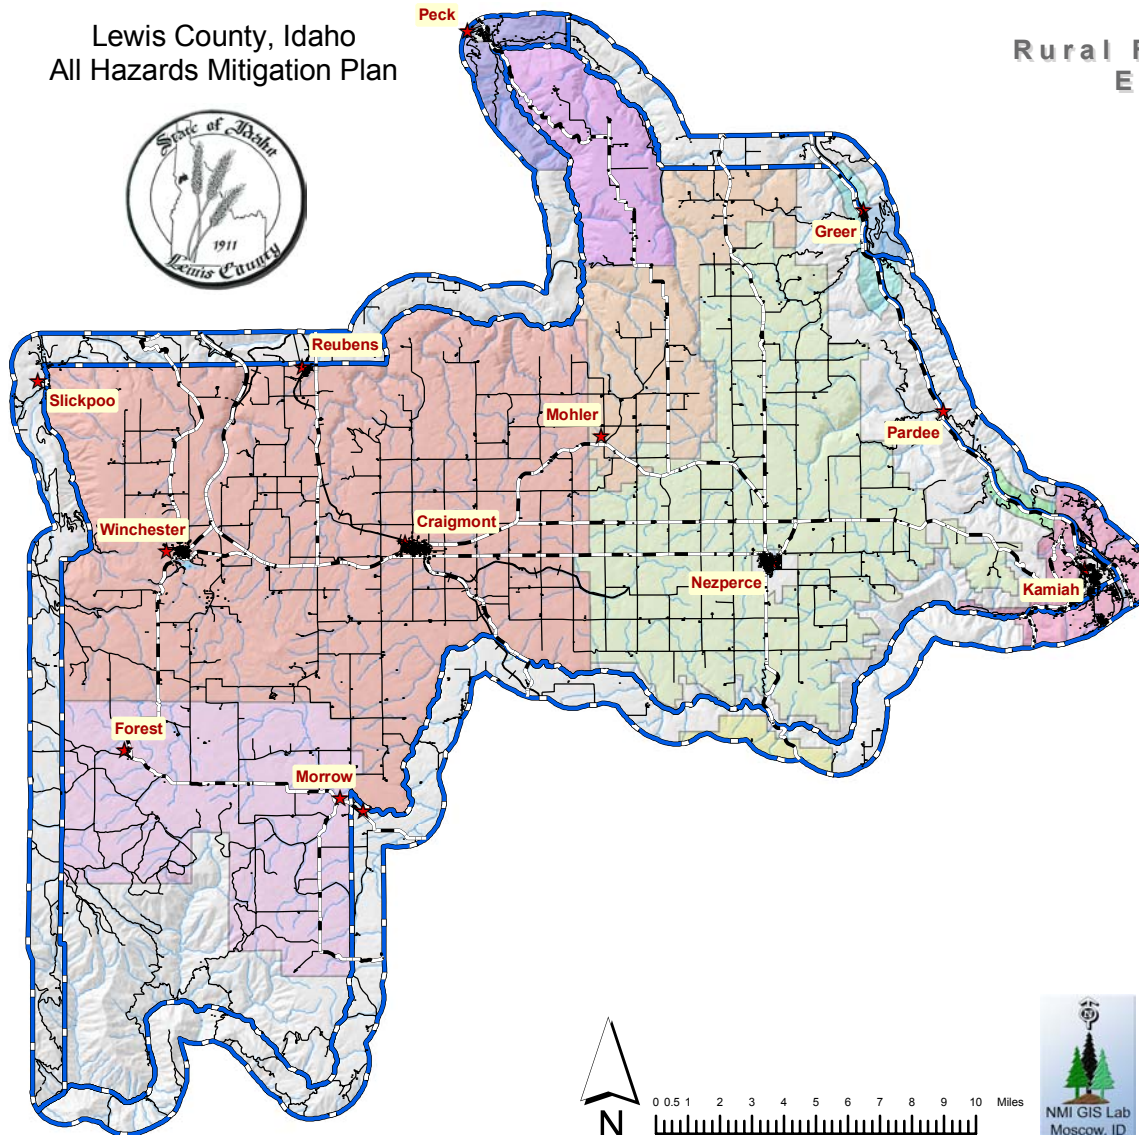 Lewis County, Idaho
All Hazards Mitigation Plan
Rural F
E
State of Idaho
1911
Lewis County
Peck
Greer
Reubens
Slickpoo
Mohler
Pardee
Winchester
Craigmont
Nezperce
Kamiah
Forest
Morrow
N
0 0.5 1 2 3 4 5 6 7 8 9 10 Miles
N
NMI GIS Lab
Moscow, ID